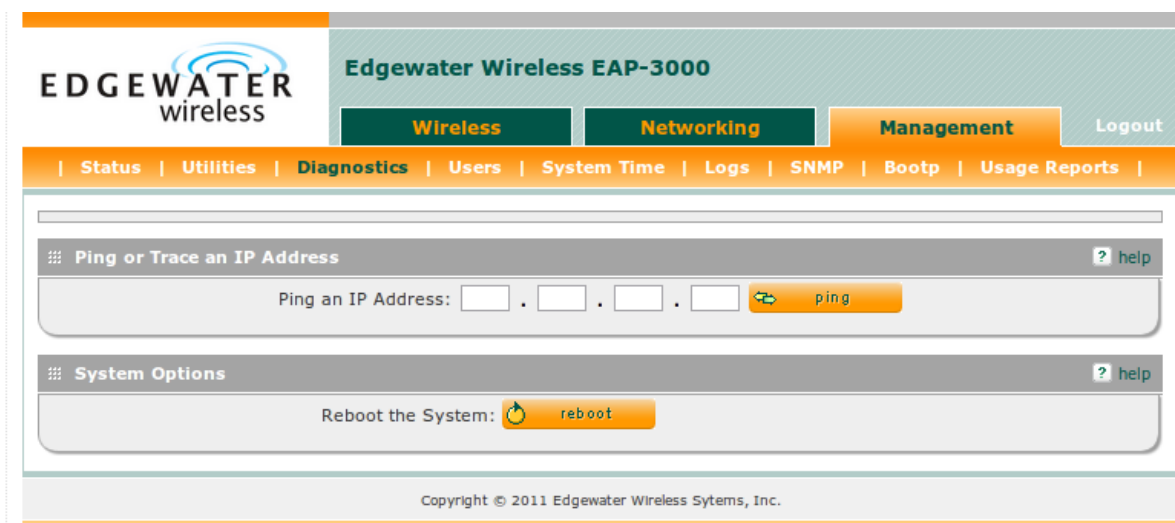 EDGEWATER
wireless
Edgewater Wireless EAP-3000
Wireless Networking Management Logout
| Status | Utilities | Diagnostics | Users | System Time | Logs | SNMP | Bootp | Usage Reports |
Ping or Trace an IP Address ? help
Ping an IP Address: . . . ping
System Options ? help
Reboot the System: reboot
Copyright © 2011 Edgewater Wireless Sytems, Inc.